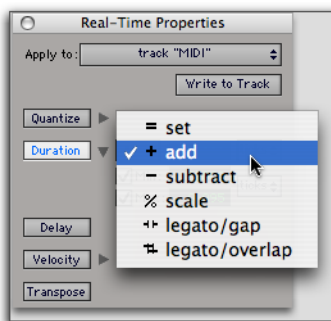 Real-Time Properties
Apply to: track "MIDI"
Write to Track
Quantize
= set
Duration
✓ + add
− subtract
% scale
Delay
legato/gap
Velocity
legato/overlap
Transpose